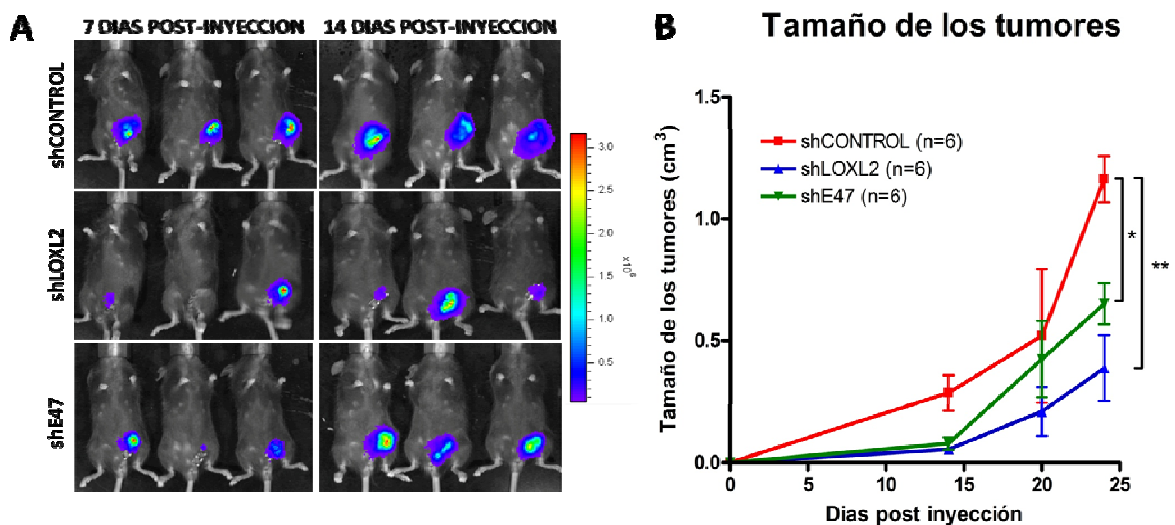 A
7 DIAS POST-INYECCION
14 DIAS POST-INYECCION
shCONTROL
shLOXL2
shE47
3.0
2.5
2.0
1.5
1.0
0.5
x10⁶
B
Tamaño de los tumores
Tamaño de los tumores (cm³)
1.5
1.0
0.5
0.0
shCONTROL (n=6)
shLOXL2 (n=6)
shE47 (n=6)
*
**
0
5
10
15
20
25
Dias post inyección